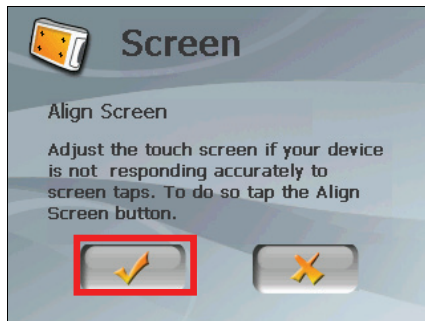 Screen
Align Screen
Adjust the touch screen if your device
is not responding accurately to
screen taps. To do so tap the Align
Screen button.